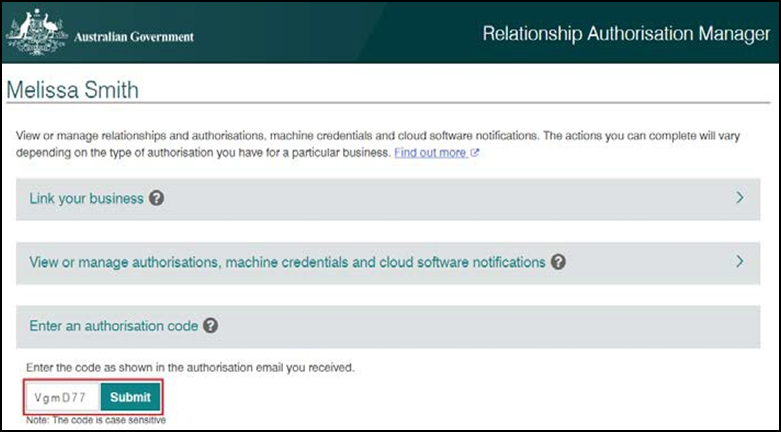 Australian Government
Relationship Authorisation Manager
Melissa Smith
View or manage relationships and authorisations, machine credentials and cloud software notifications. The actions you can complete will vary
depending on the type of authorisation you have for a particular business. Find out more
Link your business ?
View or manage authorisations, machine credentials and cloud software notifications ?
Enter an authorisation code ?
Enter the code as shown in the authorisation email you received.
VgmD77 Submit
Note: The code is case sensitive